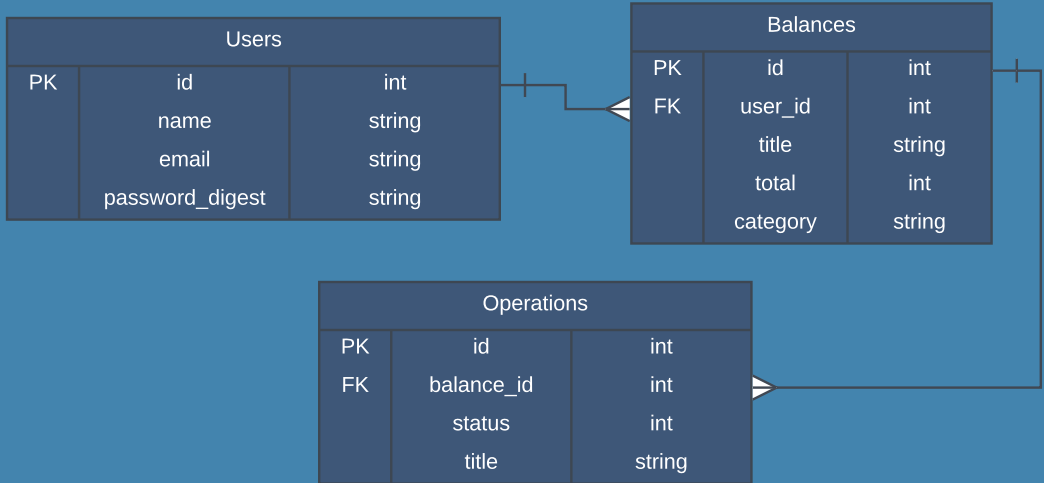 Users
PK id int
name string
email string
password_digest string
Balances
PK id int
FK user_id int
title string
total int
category string
Operations
PK id int
FK balance_id int
status int
title string